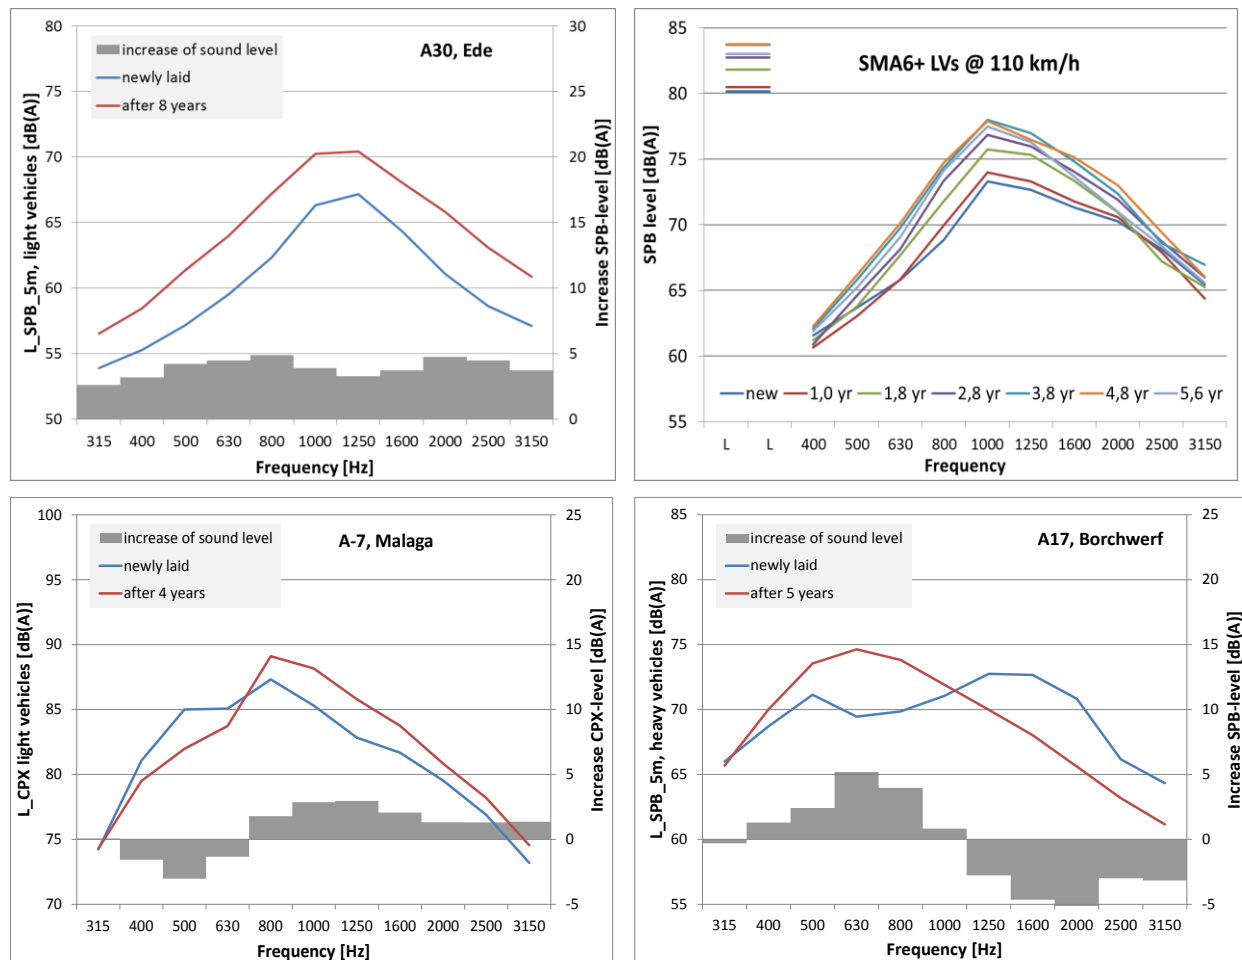 A30, Ede
increase of sound level
newly laid
after 8 years
L_SPB_5m, light vehicles [dB(A)]
80
75
70
65
60
55
50
Increase SPB-level [dB(A)]
30
25
20
15
10
5
0
315 400 500 630 800 1000 1250 1600 2000 2500 3150
Frequency [Hz]
SMA6+ LVs @ 110 km/h
SPB level [dB(A)]
85
80
75
70
65
60
55
new 1,0 yr 1,8 yr 2,8 yr 3,8 yr 4,8 yr 5,6 yr
L L 400 500 630 800 1000 1250 1600 2000 2500 3150
Frequency
A-7, Malaga
increase of sound level
newly laid
after 4 years
L_CPX light vehicles [dB(A)]
100
95
90
85
80
75
70
Increase CPX-level [dB(A)]
25
20
15
10
5
0
-5
315 400 500 630 800 1000 1250 1600 2000 2500 3150
Frequency [Hz]
A17, Borchwerf
increase of sound level
newly laid
after 5 years
L_SPB_5m, heavy vehicles [dB(A)]
85
80
75
70
65
60
55
Increase SPB-level [dB(A)]
25
20
15
10
5
0
-5
315 400 500 630 800 1000 1250 1600 2000 2500 3150
Frequency [Hz]